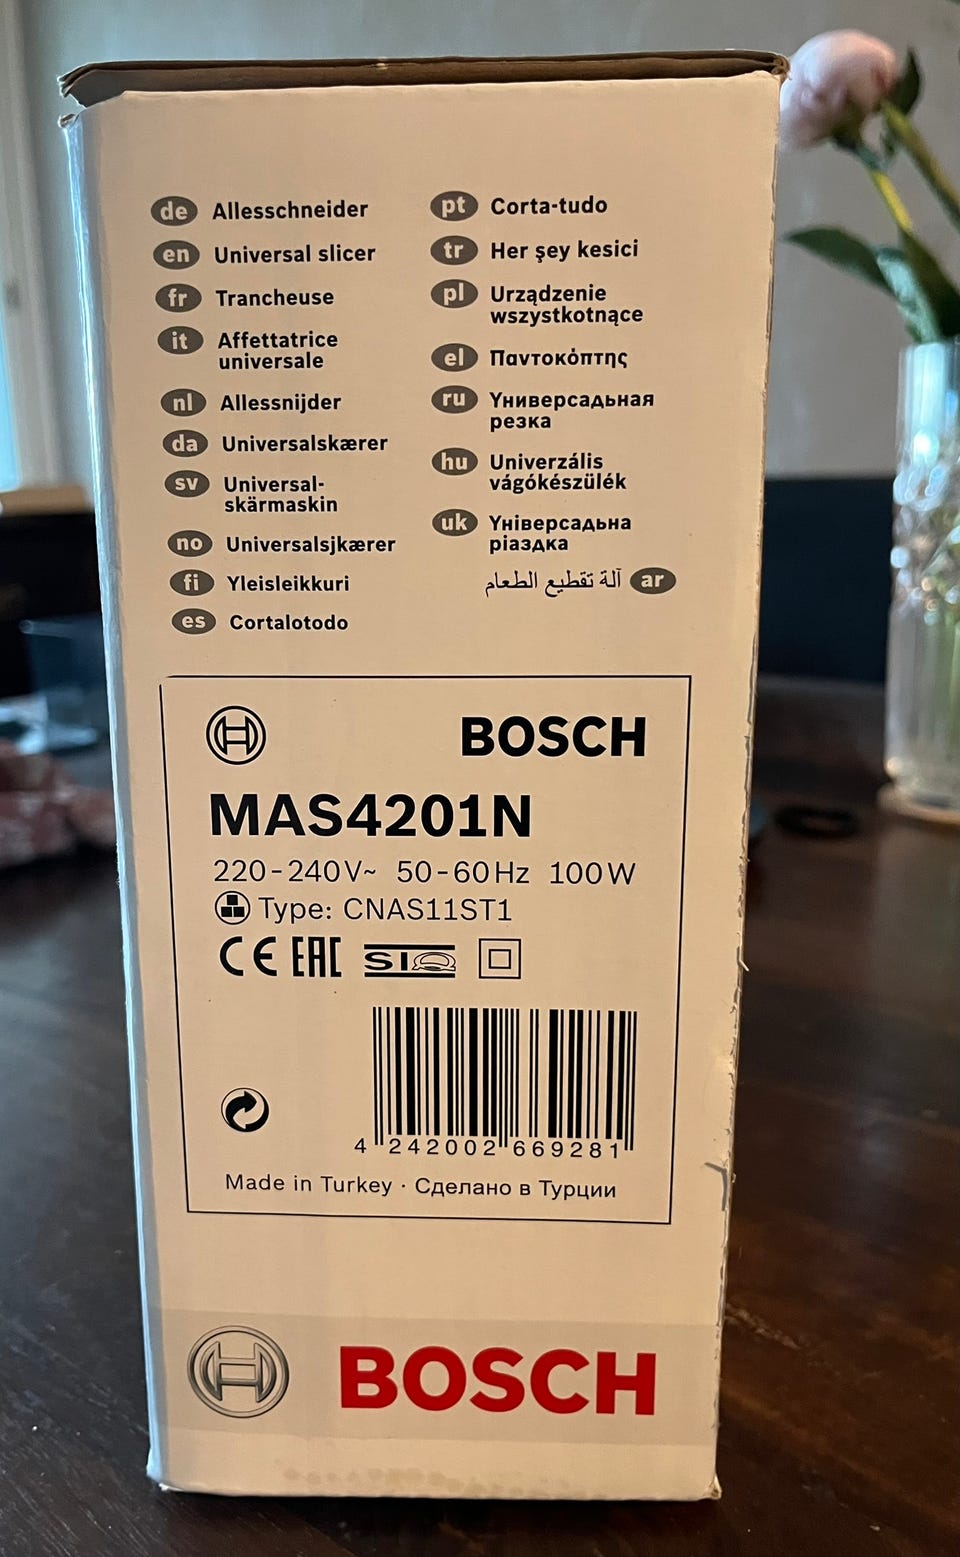 de Allesschneider
en Universal slicer
fr Trancheuse
it Affettatrice
universale
nl Allessnijder
da Universalskærer
sv Universal-
skärmaskin
no Universalsjkærer
fi Yleisleikkuri
es Cortalotodo
pt Corta-tudo
tr Her şey kesici
pl Urządzenie
wszystkotnące
el Παντοκόπτης
ru Универсадьная
резка
hu Univerzális
vágókészülék
uk Універсадьна
ріаздка
ar آلة تقطيع الطعام
BOSCH
MAS4201N
220-240V~ 50-60Hz 100W
Type: CNAS11ST1
CE EAC SIQ
4 242002 669281
Made in Turkey · Сделано в Турции
BOSCH